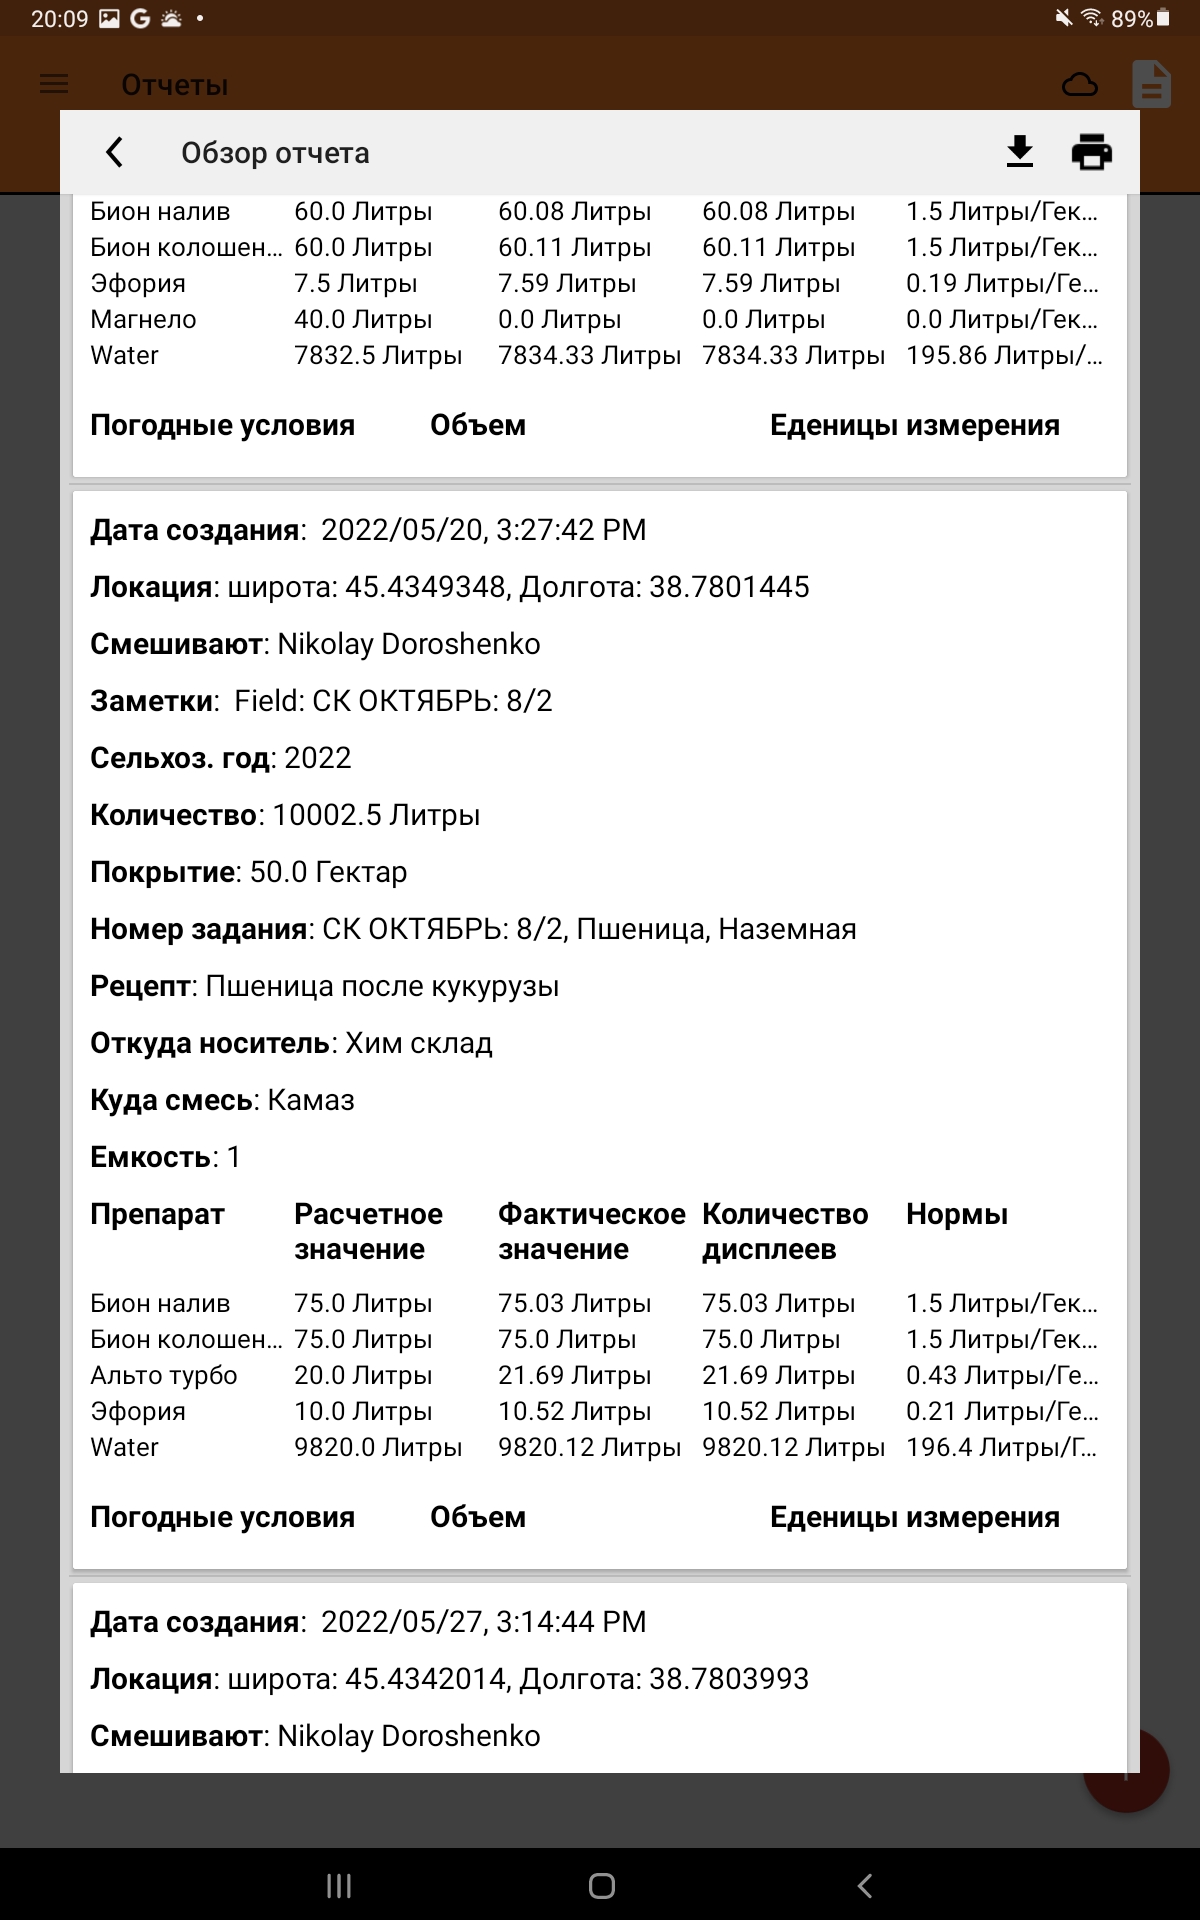 20:09 89%
Отчеты
Обзор отчета
Бион налив 60.0 Литры 60.08 Литры 60.08 Литры 1.5 Литры/Гек...
Бион колошен... 60.0 Литры 60.11 Литры 60.11 Литры 1.5 Литры/Гек...
Эфория 7.5 Литры 7.59 Литры 7.59 Литры 0.19 Литры/Ге...
Магнело 40.0 Литры 0.0 Литры 0.0 Литры 0.0 Литры/Гек...
Water 7832.5 Литры 7834.33 Литры 7834.33 Литры 195.86 Литры/...
Погодные условия Объем Еденицы измерения
Дата создания: 2022/05/20, 3:27:42 PM
Локация: широта: 45.4349348, Долгота: 38.7801445
Смешивают: Nikolay Doroshenko
Заметки: Field: СК ОКТЯБРЬ: 8/2
Сельхоз. год: 2022
Количество: 10002.5 Литры
Покрытие: 50.0 Гектар
Номер задания: СК ОКТЯБРЬ: 8/2, Пшеница, Наземная
Рецепт: Пшеница после кукурузы
Откуда носитель: Хим склад
Куда смесь: Камаз
Емкость: 1
Препарат Расчетное Фактическое Количество Нормы
значение значение дисплеев
Бион налив 75.0 Литры 75.03 Литры 75.03 Литры 1.5 Литры/Гек...
Бион колошен... 75.0 Литры 75.0 Литры 75.0 Литры 1.5 Литры/Гек...
Альто турбо 20.0 Литры 21.69 Литры 21.69 Литры 0.43 Литры/Ге...
Эфория 10.0 Литры 10.52 Литры 10.52 Литры 0.21 Литры/Ге...
Water 9820.0 Литры 9820.12 Литры 9820.12 Литры 196.4 Литры/Г...
Погодные условия Объем Еденицы измерения
Дата создания: 2022/05/27, 3:14:44 PM
Локация: широта: 45.4342014, Долгота: 38.7803993
Смешивают: Nikolay Doroshenko